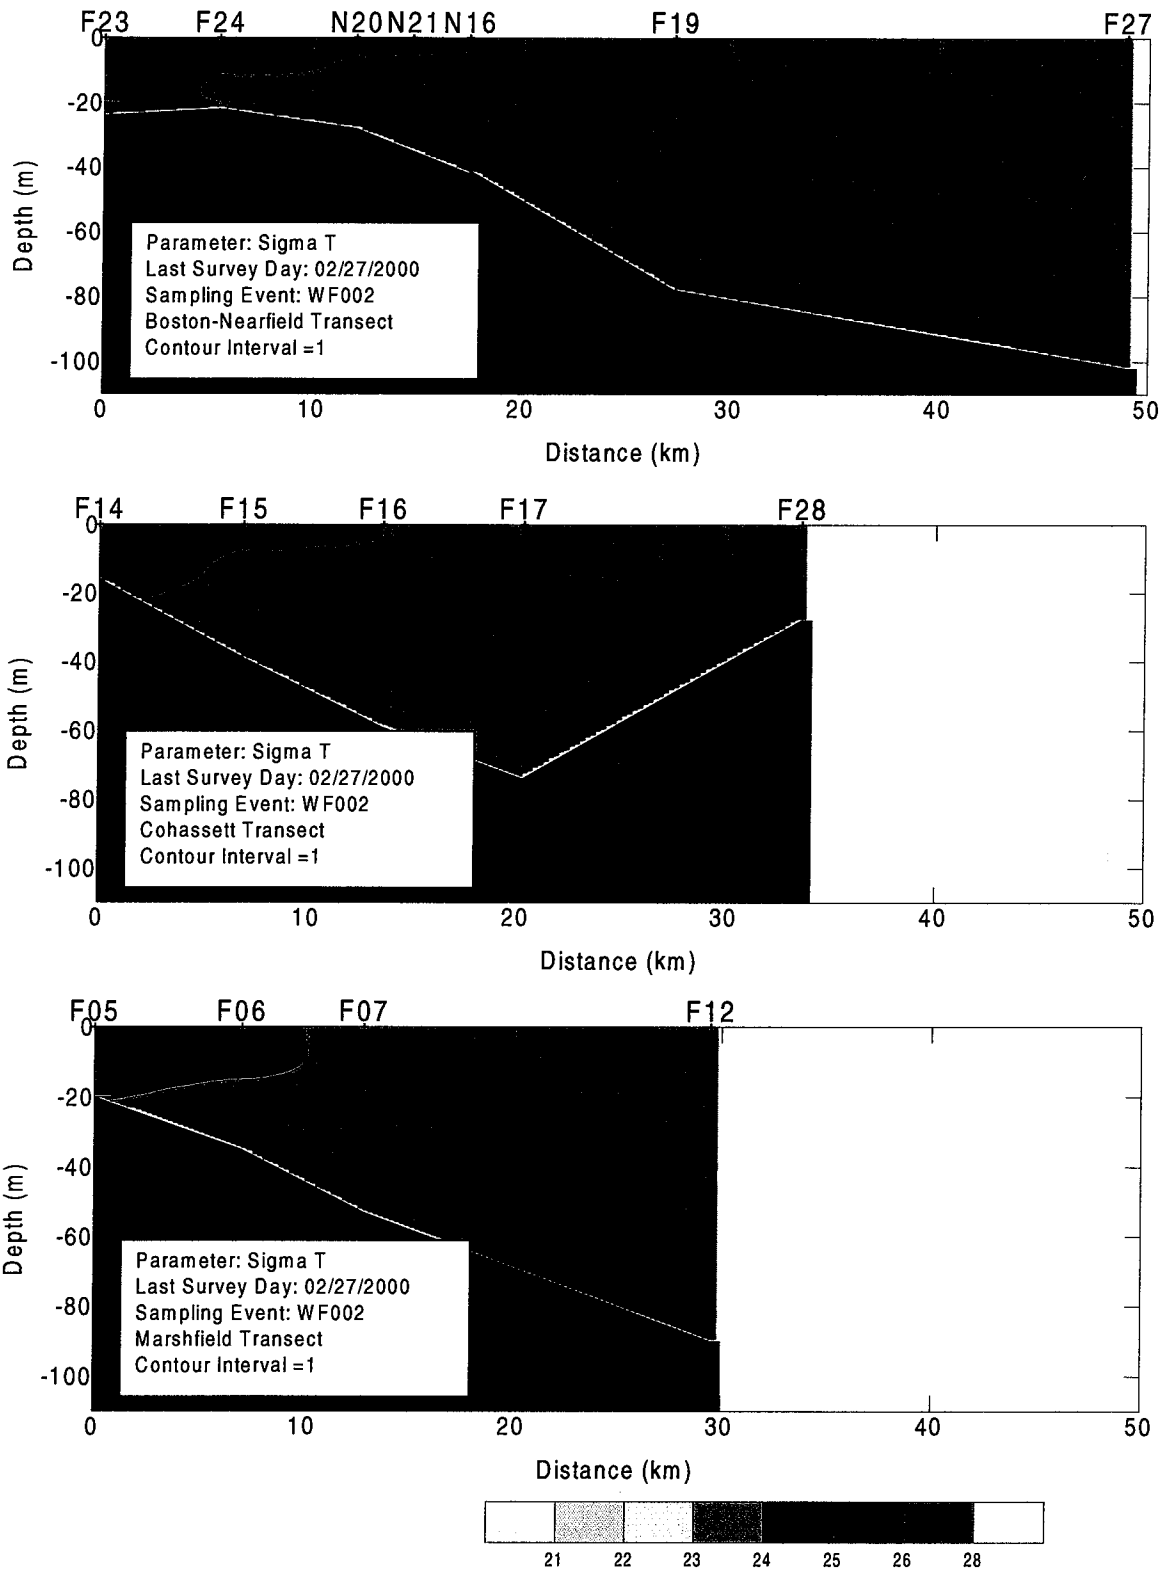 F23 F24 N20 N21 N16 F19 F27
0
-20
-40
-60
-80
-100
Depth (m)
Parameter: Sigma T
Last Survey Day: 02/27/2000
Sampling Event: WF002
Boston-Nearfield Transect
Contour Interval =1
0 10 20 30 40 50
Distance (km)
F14 F15 F16 F17 F28
0
-20
-40
-60
-80
-100
Depth (m)
Parameter: Sigma T
Last Survey Day: 02/27/2000
Sampling Event: WF002
Cohassett Transect
Contour Interval =1
0 10 20 30 40 50
Distance (km)
F05 F06 F07 F12
0
-20
-40
-60
-80
-100
Depth (m)
Parameter: Sigma T
Last Survey Day: 02/27/2000
Sampling Event: WF002
Marshfield Transect
Contour Interval =1
0 10 20 30 40 50
Distance (km)
21 22 23 24 25 26 28